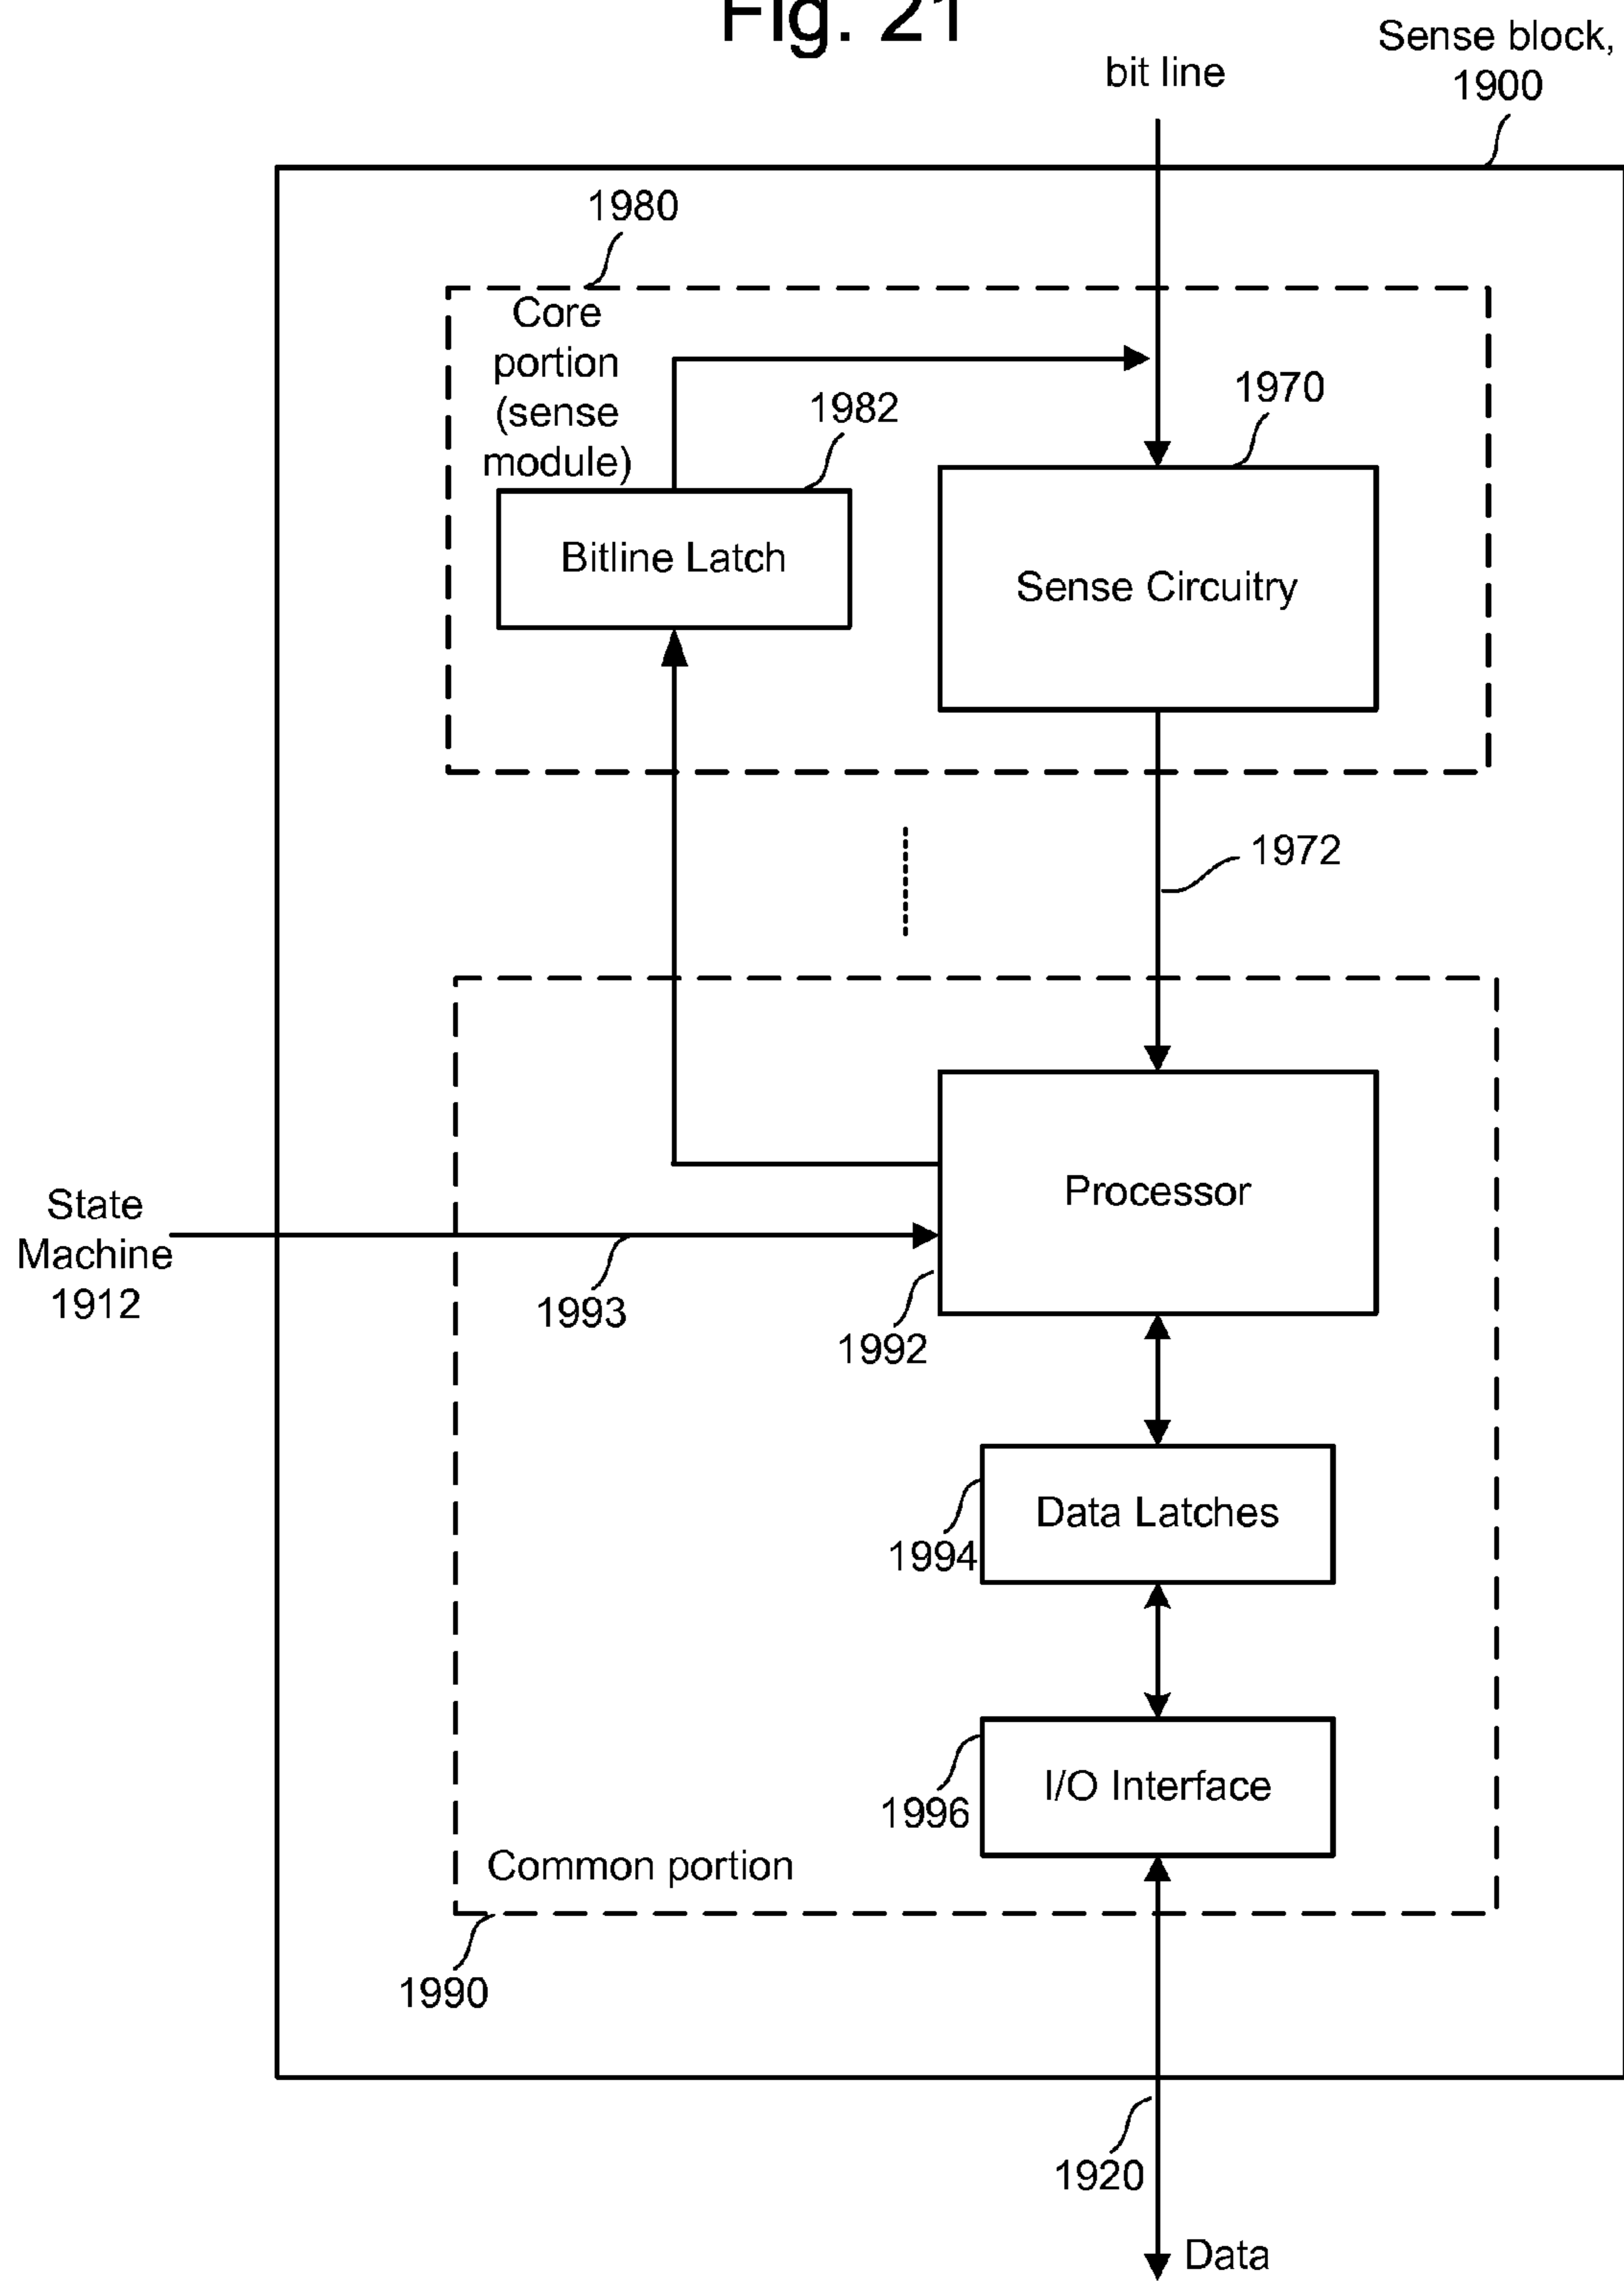 Fig. 21
Sense block,
1900
bit line
1980
Core
portion
(sense
module)
1982
1970
Bitline Latch
Sense Circuitry
1972
Processor
State
Machine
1912
1993
1992
Data Latches
1994
I/O Interface
1996
Common portion
1990
1920
Data